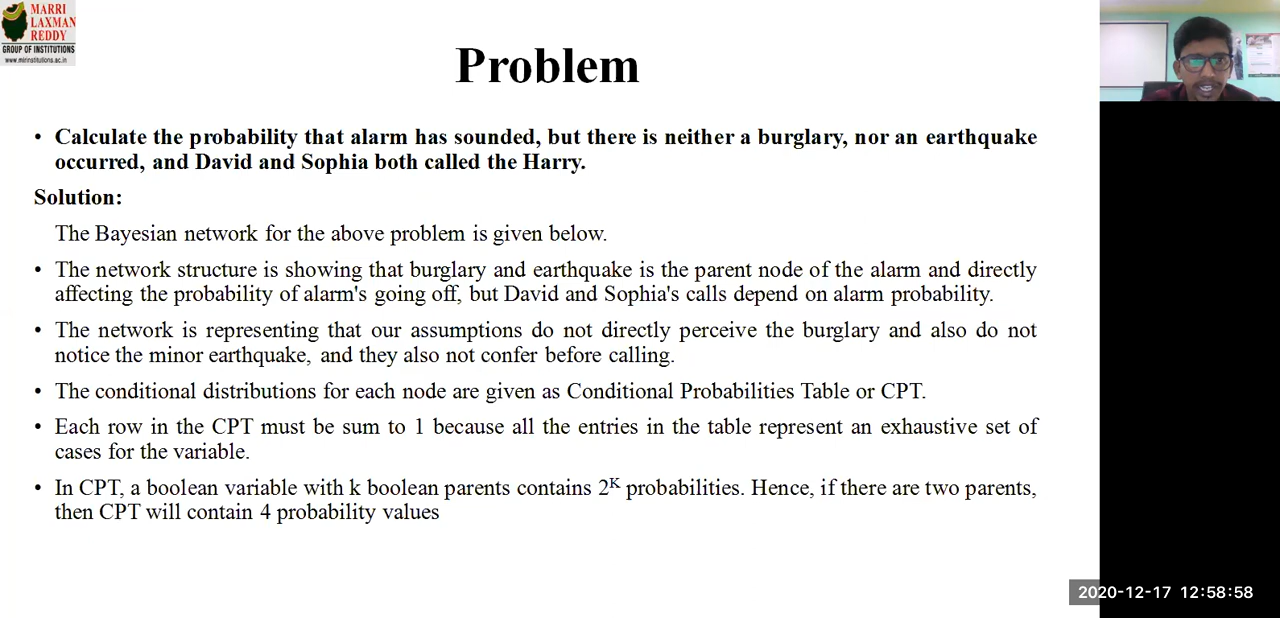 MARRI
LAXMAN
REDDY
GROUP OF INSTITUTIONS
www.mlrinstitutions.ac.in
Problem
• Calculate the probability that alarm has sounded, but there is neither a burglary, nor an earthquake
occurred, and David and Sophia both called the Harry.
Solution:
The Bayesian network for the above problem is given below.
• The network structure is showing that burglary and earthquake is the parent node of the alarm and directly
affecting the probability of alarm's going off, but David and Sophia's calls depend on alarm probability.
• The network is representing that our assumptions do not directly perceive the burglary and also do not
notice the minor earthquake, and they also not confer before calling.
• The conditional distributions for each node are given as Conditional Probabilities Table or CPT.
• Each row in the CPT must be sum to 1 because all the entries in the table represent an exhaustive set of
cases for the variable.
• In CPT, a boolean variable with k boolean parents contains 2ᴷ probabilities. Hence, if there are two parents,
then CPT will contain 4 probability values
2020-12-17 12:58:58